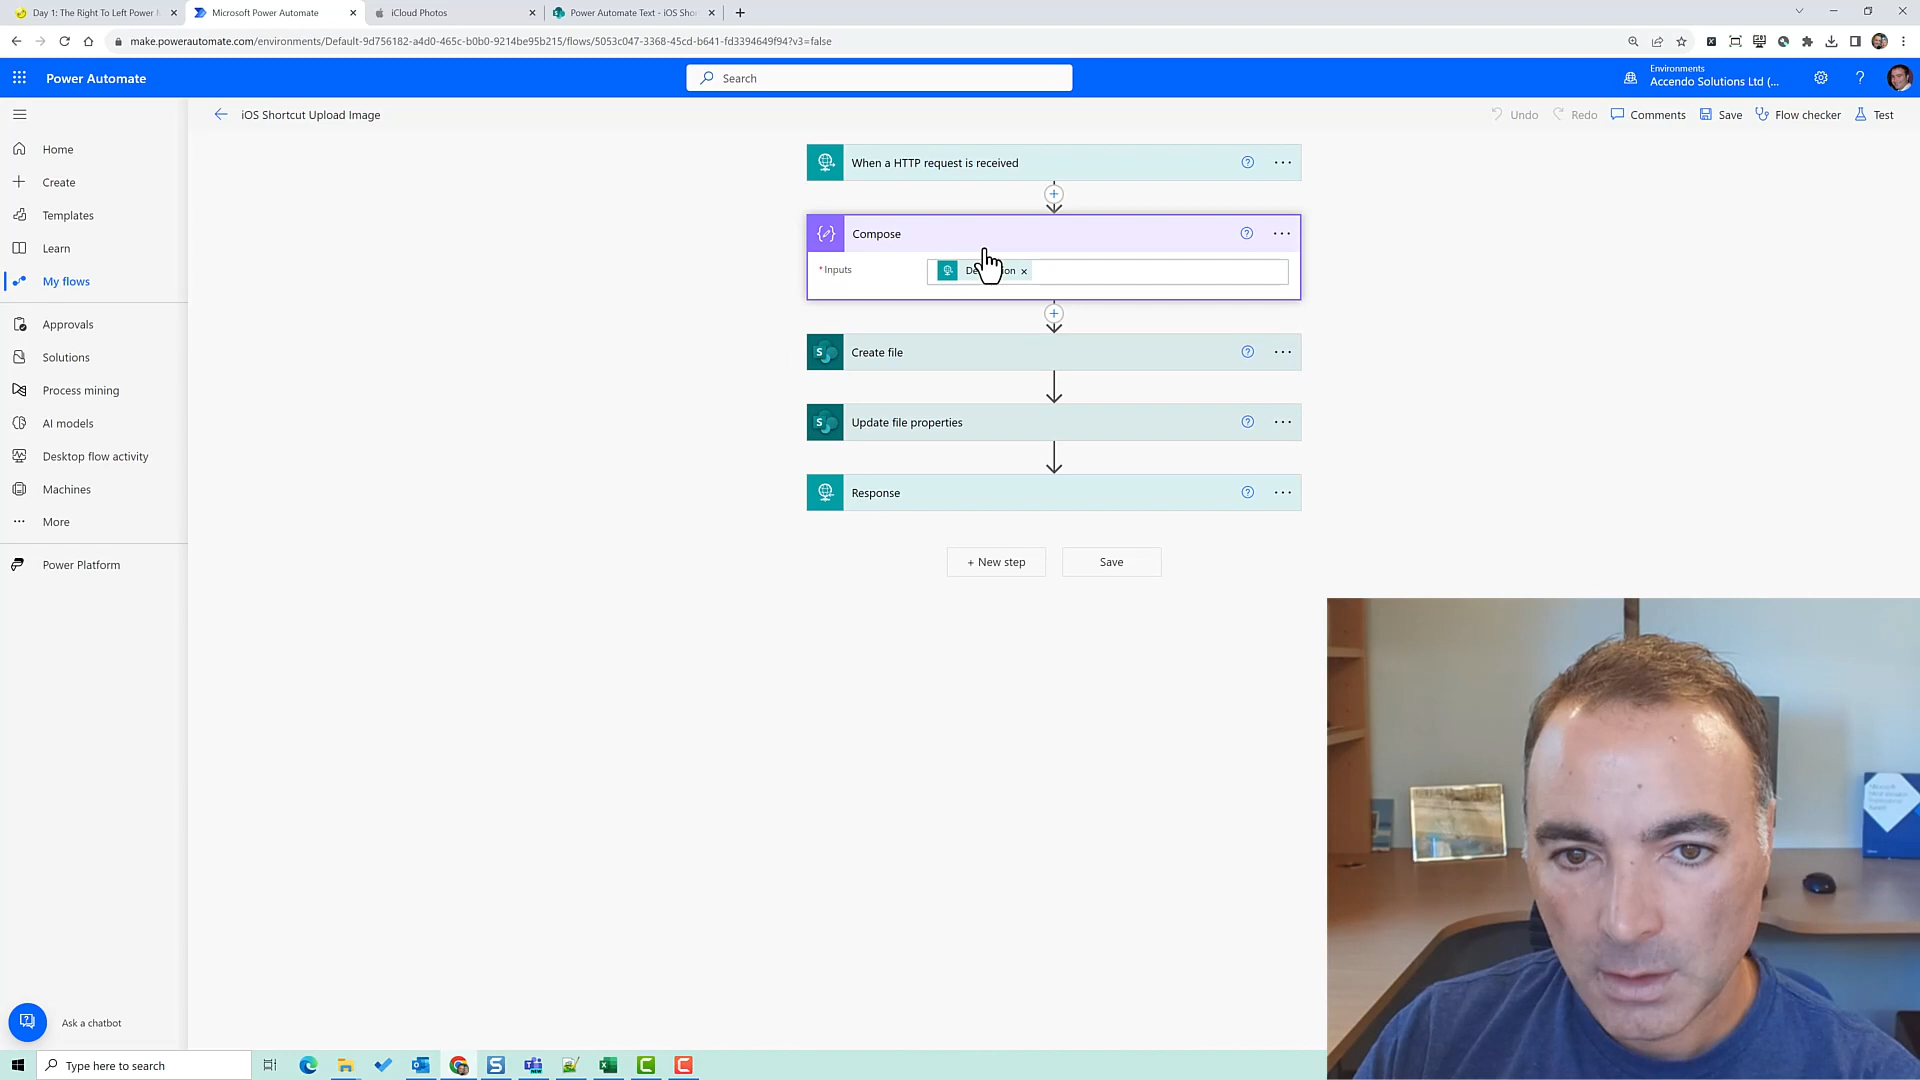 Day 1: The Right To Left Power
Microsoft Power Automate
iCloud Photos
Power Automate Text - iOS Sho
make.powerautomate.com/environments/Default-9d756182-a4d0-465c-b0b0-9214be95b215/flows/5053c047-3368-45cd-b641-fd3394649f94?v3=false
Power Automate
Search
Environments
Accendo Solutions Ltd (...
iOS Shortcut Upload Image
Undo
Redo
Comments
Save
Flow checker
Test
Home
Create
Templates
Learn
My flows
Approvals
Solutions
Process mining
AI models
Desktop flow activity
Machines
More
Power Platform
Ask a chatbot
When a HTTP request is received
Compose
* Inputs
Create file
Update file properties
Response
+ New step
Save
Type here to search